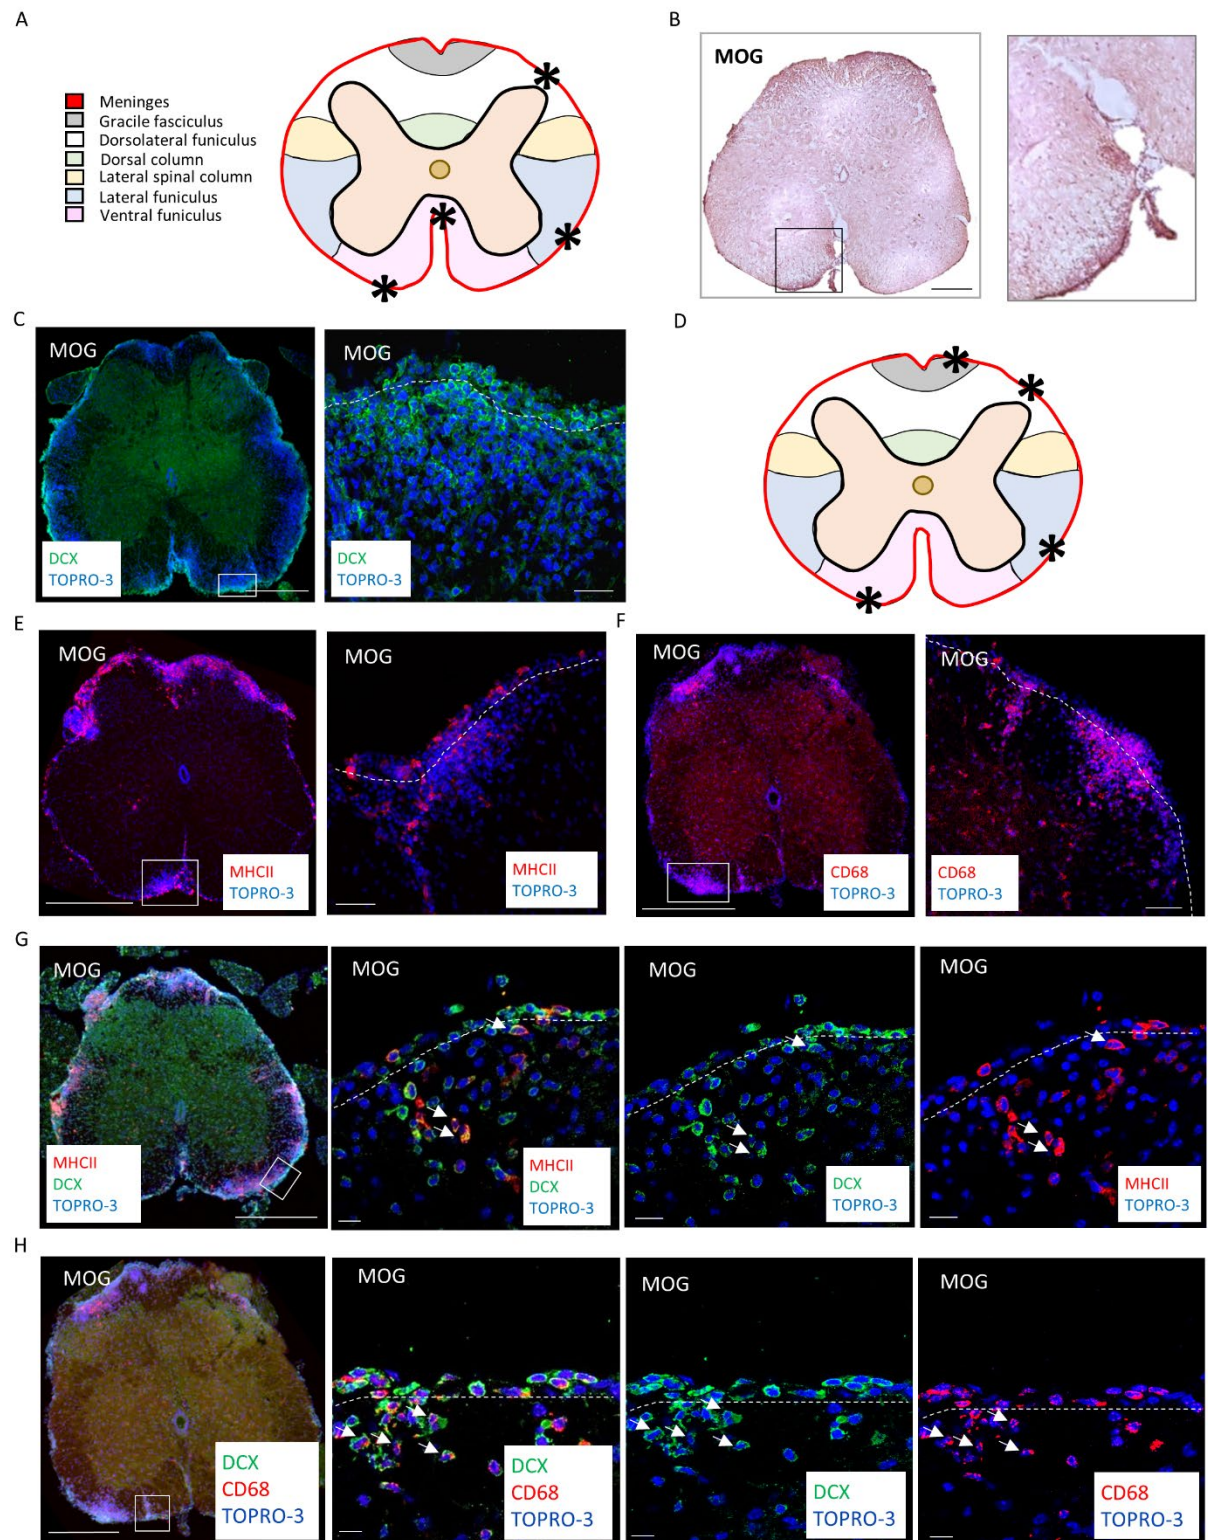 A
B
Meninges
Gracile fasciculus
Dorsolateral funiculus
Dorsal column
Lateral spinal column
Lateral funiculus
Ventral funiculus
*
*
*
*
MOG
C
MOG
DCX
TOPRO-3
MOG
DCX
TOPRO-3
D
*
*
*
*
E
MOG
MHCII
TOPRO-3
MOG
MHCII
TOPRO-3
F
MOG
CD68
TOPRO-3
MOG
CD68
TOPRO-3
G
MOG
MHCII
DCX
TOPRO-3
MOG
MHCII
DCX
TOPRO-3
MOG
DCX
TOPRO-3
MOG
MHCII
TOPRO-3
H
MOG
DCX
CD68
TOPRO-3
MOG
DCX
CD68
TOPRO-3
MOG
DCX
TOPRO-3
MOG
CD68
TOPRO-3